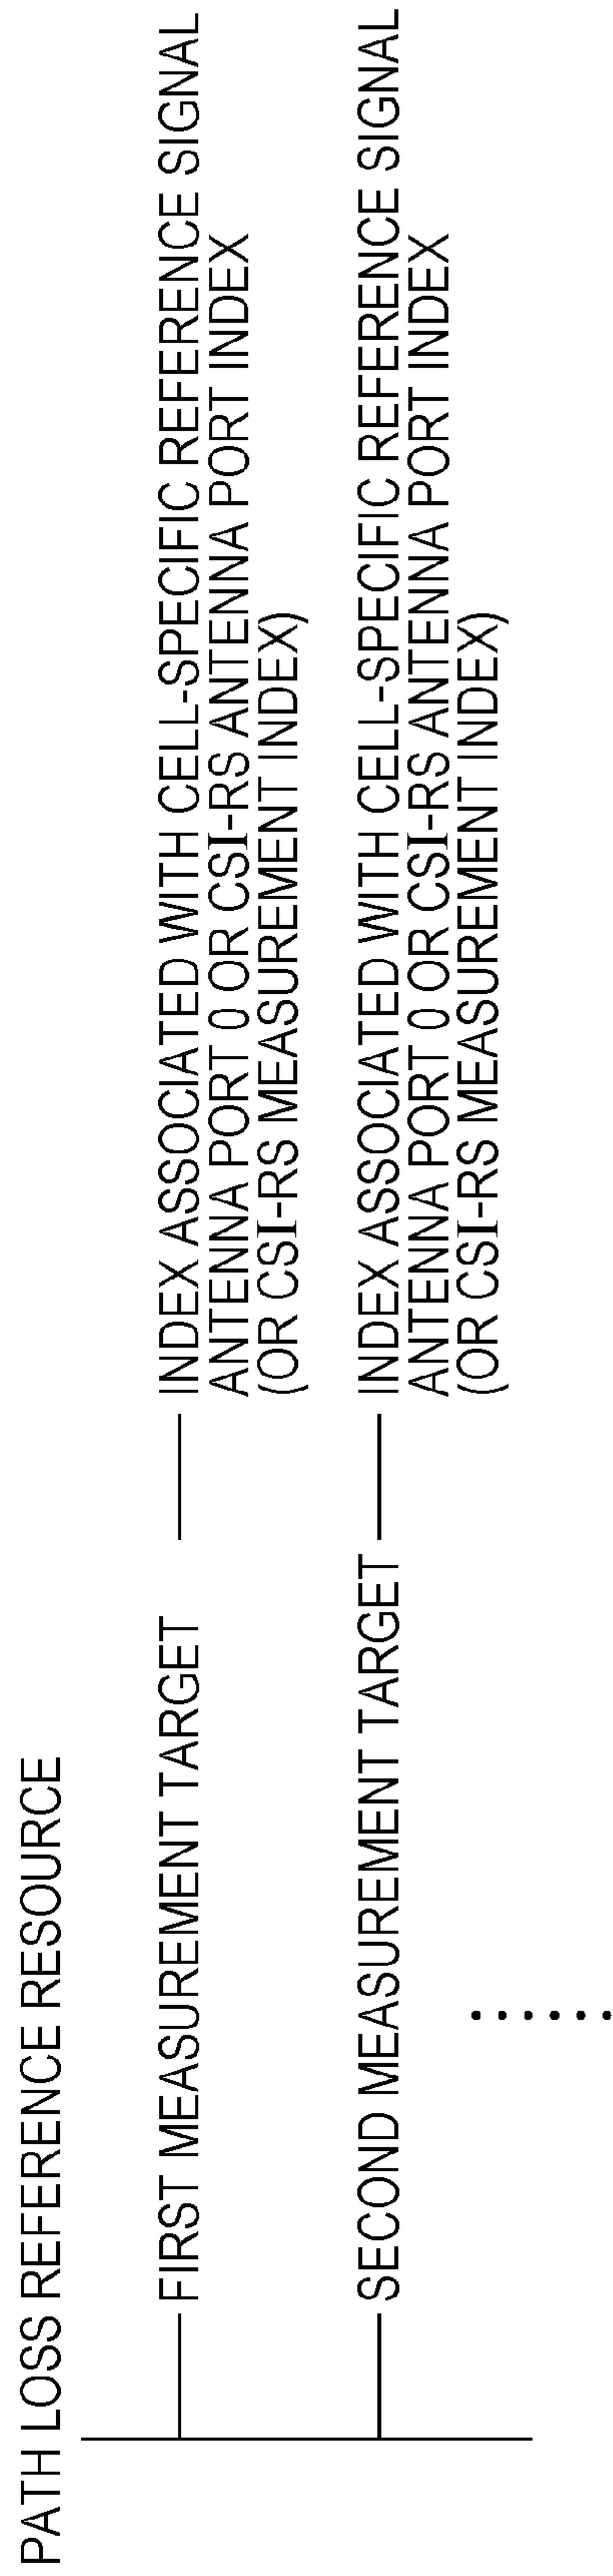 PATH LOSS REFERENCE RESOURCE
FIRST MEASUREMENT TARGET
INDEX ASSOCIATED WITH CELL-SPECIFIC REFERENCE SIGNAL
ANTENNA PORT 0 OR CSI-RS ANTENNA PORT INDEX
(OR CSI-RS MEASUREMENT INDEX)
SECOND MEASUREMENT TARGET
INDEX ASSOCIATED WITH CELL-SPECIFIC REFERENCE SIGNAL
ANTENNA PORT 0 OR CSI-RS ANTENNA PORT INDEX
(OR CSI-RS MEASUREMENT INDEX)